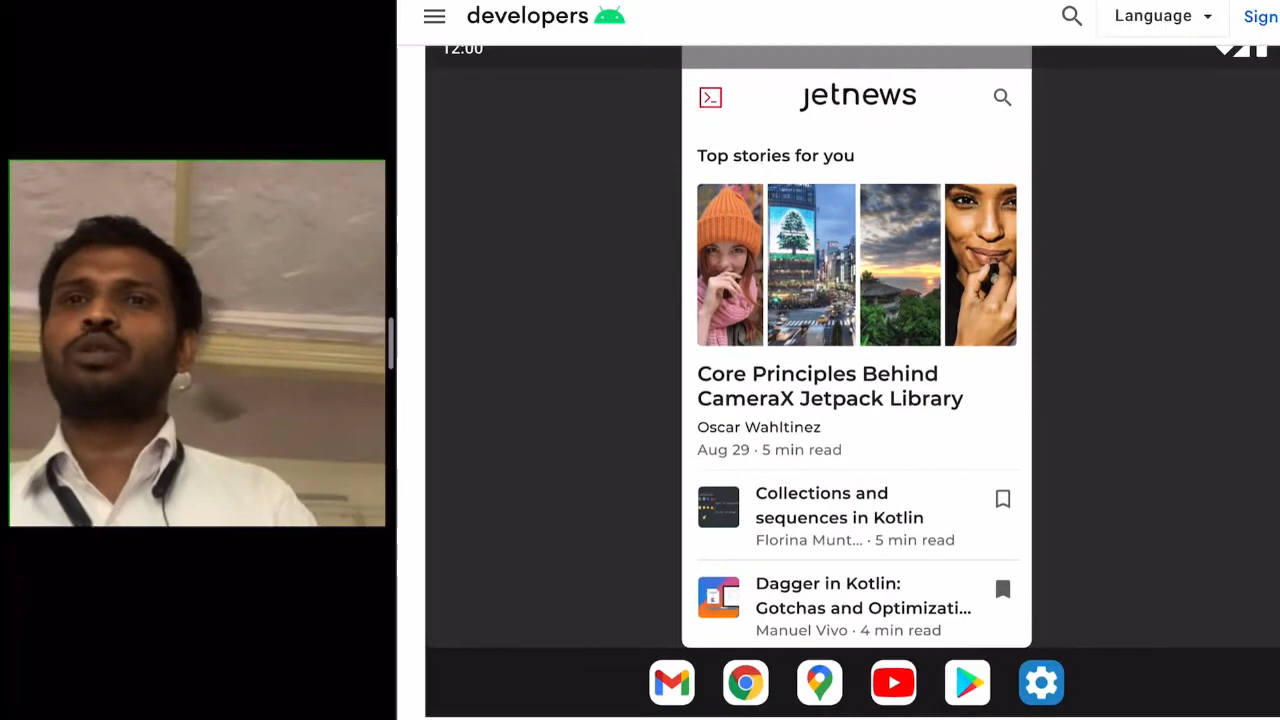 developers
Language
Sign
12:00
jetnews
Top stories for you
Core Principles Behind
CameraX Jetpack Library
Oscar Wahltinez
Aug 29 · 5 min read
Collections and
sequences in Kotlin
Florina Munt... · 5 min read
Dagger in Kotlin:
Gotchas and Optimizati...
Manuel Vivo · 4 min read